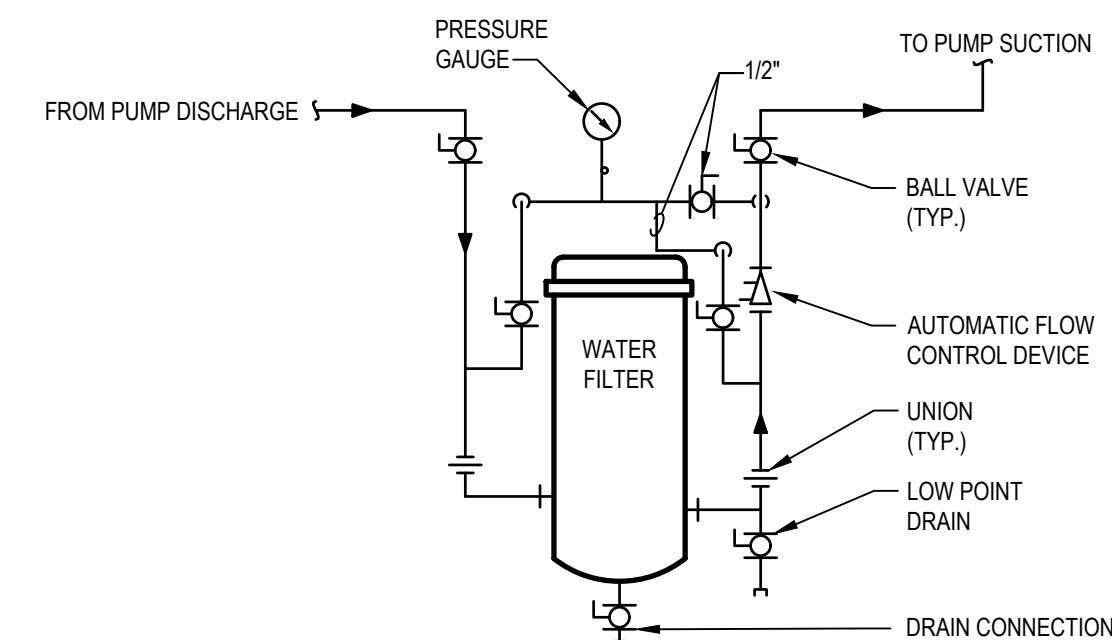 PRESSURE
GAUGE
TO PUMP SUCTION
1/2"
FROM PUMP DISCHARGE
BALL VALVE
(TYP.)
AUTOMATIC FLOW
CONTROL DEVICE
WATER
FILTER
UNION
(TYP.)
LOW POINT
DRAIN
DRAIN CONNECTION